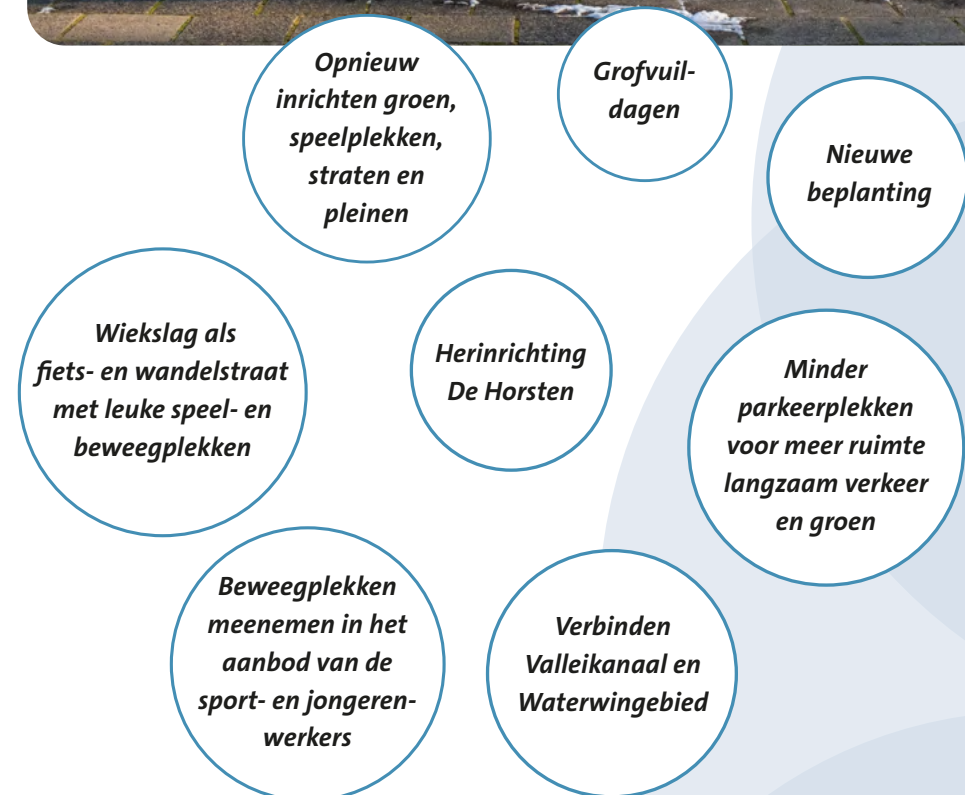 Opnieuw
inrichten groen,
speelplekken,
straten en
pleinen
Grofvuil-
dagen
Nieuwe
beplanting
Wiekslag als
fiets- en wandelstraat
met leuke speel- en
beweegplekken
Herinrichting
De Horsten
Minder
parkeerplekken
voor meer ruimte
langzaam verkeer
en groen
Beweegplekken
meenemen in het
aanbod van de
sport- en jongeren-
werkers
Verbinden
Valleikanaal en
Waterwingebied